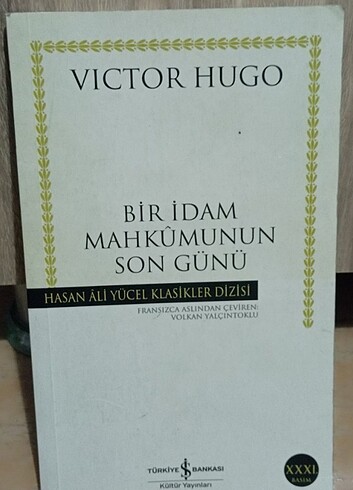 VICTOR HUGO
BİR İDAM
MAHKÛMUNUN
SON GÜNÜ
HASAN ÂLİ YÜCEL KLASİKLER DİZİSİ
FRANSIZCA ASLINDAN ÇEVİREN:
VOLKAN YALÇINTOKLU
TÜRKİYE İŞ BANKASI
Kültür Yayınları
XXXI.
BASIM